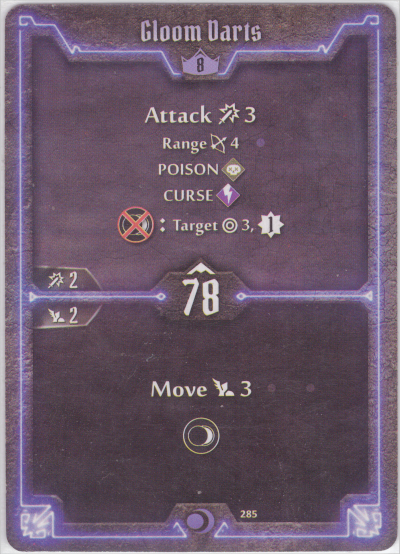 Gloom Darts
8
Attack 3
Range 4
POISON
CURSE
: Target 3, 1
2
78
2
Move 3
285